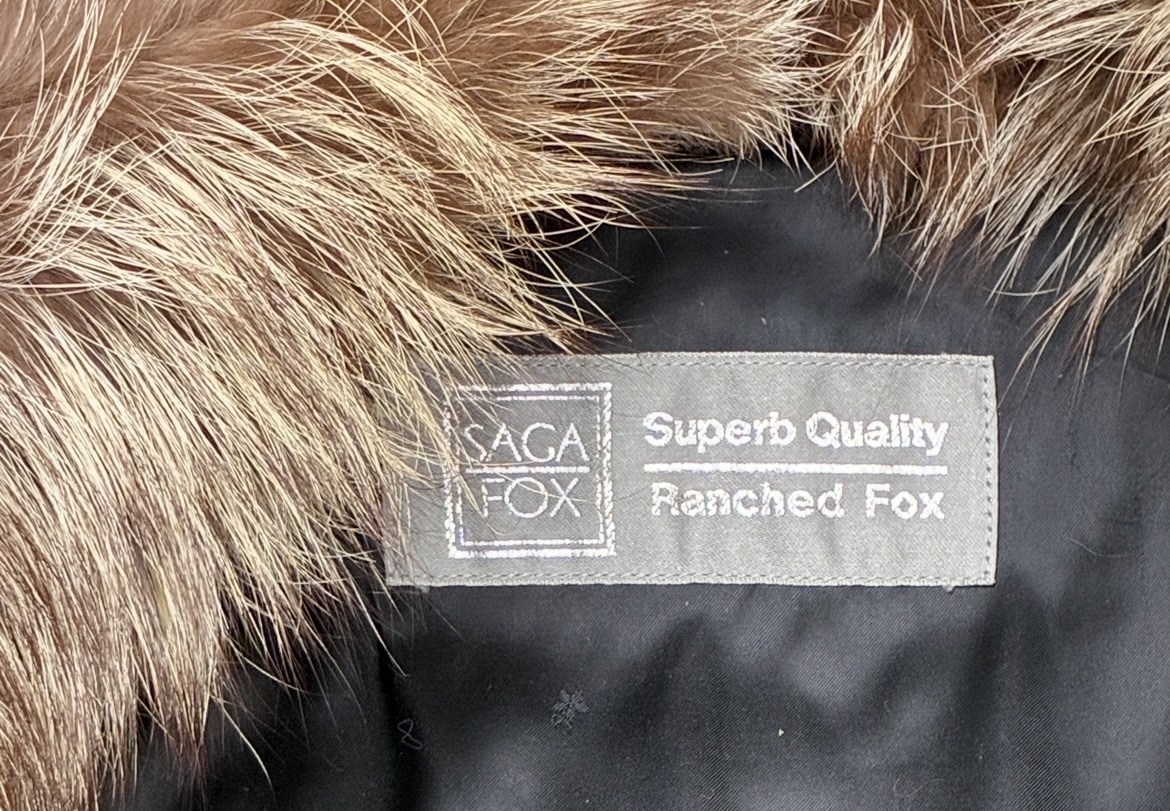 SAGA
FOX
Superb Quality
Ranched Fox